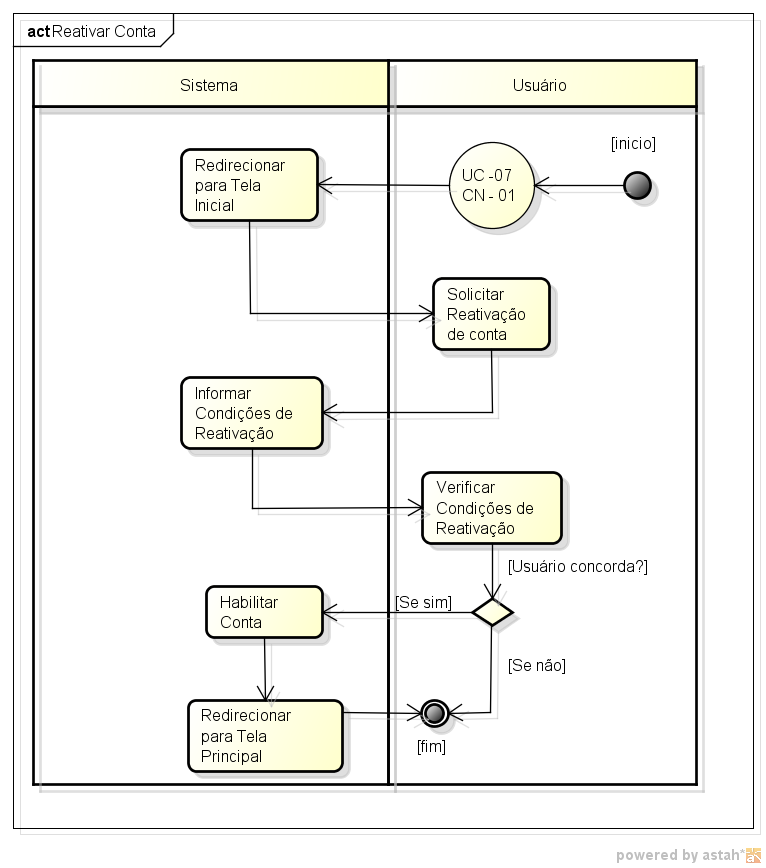 act Reativar Conta
Sistema
Usuário
[inicio]
UC -07
CN - 01
Redirecionar
para Tela
Inicial
Solicitar
Reativação
de conta
Informar
Condições de
Reativação
Verificar
Condições de
Reativação
[Usuário concorda?]
[Se sim]
Habilitar
Conta
[Se não]
Redirecionar
para Tela
Principal
[fim]
powered by astah*